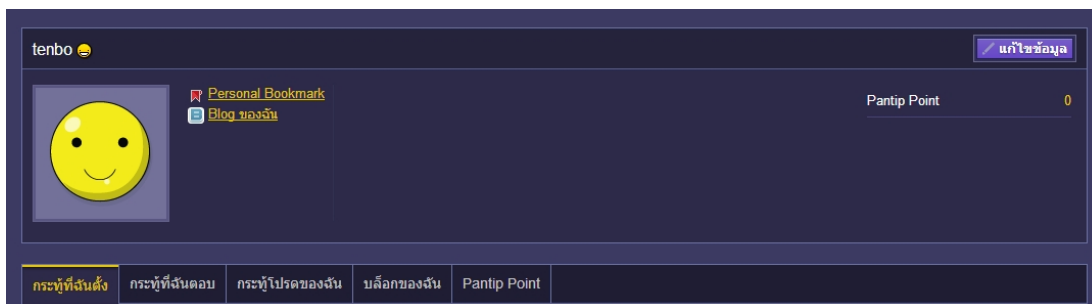 tenbo
แก้ไขข้อมูล
Personal Bookmark
Blog ของฉัน
Pantip Point 0
กระทู้ที่ฉันตั้ง กระทู้ที่ฉันตอบ กระทู้โปรดของฉัน บล็อกของฉัน Pantip Point